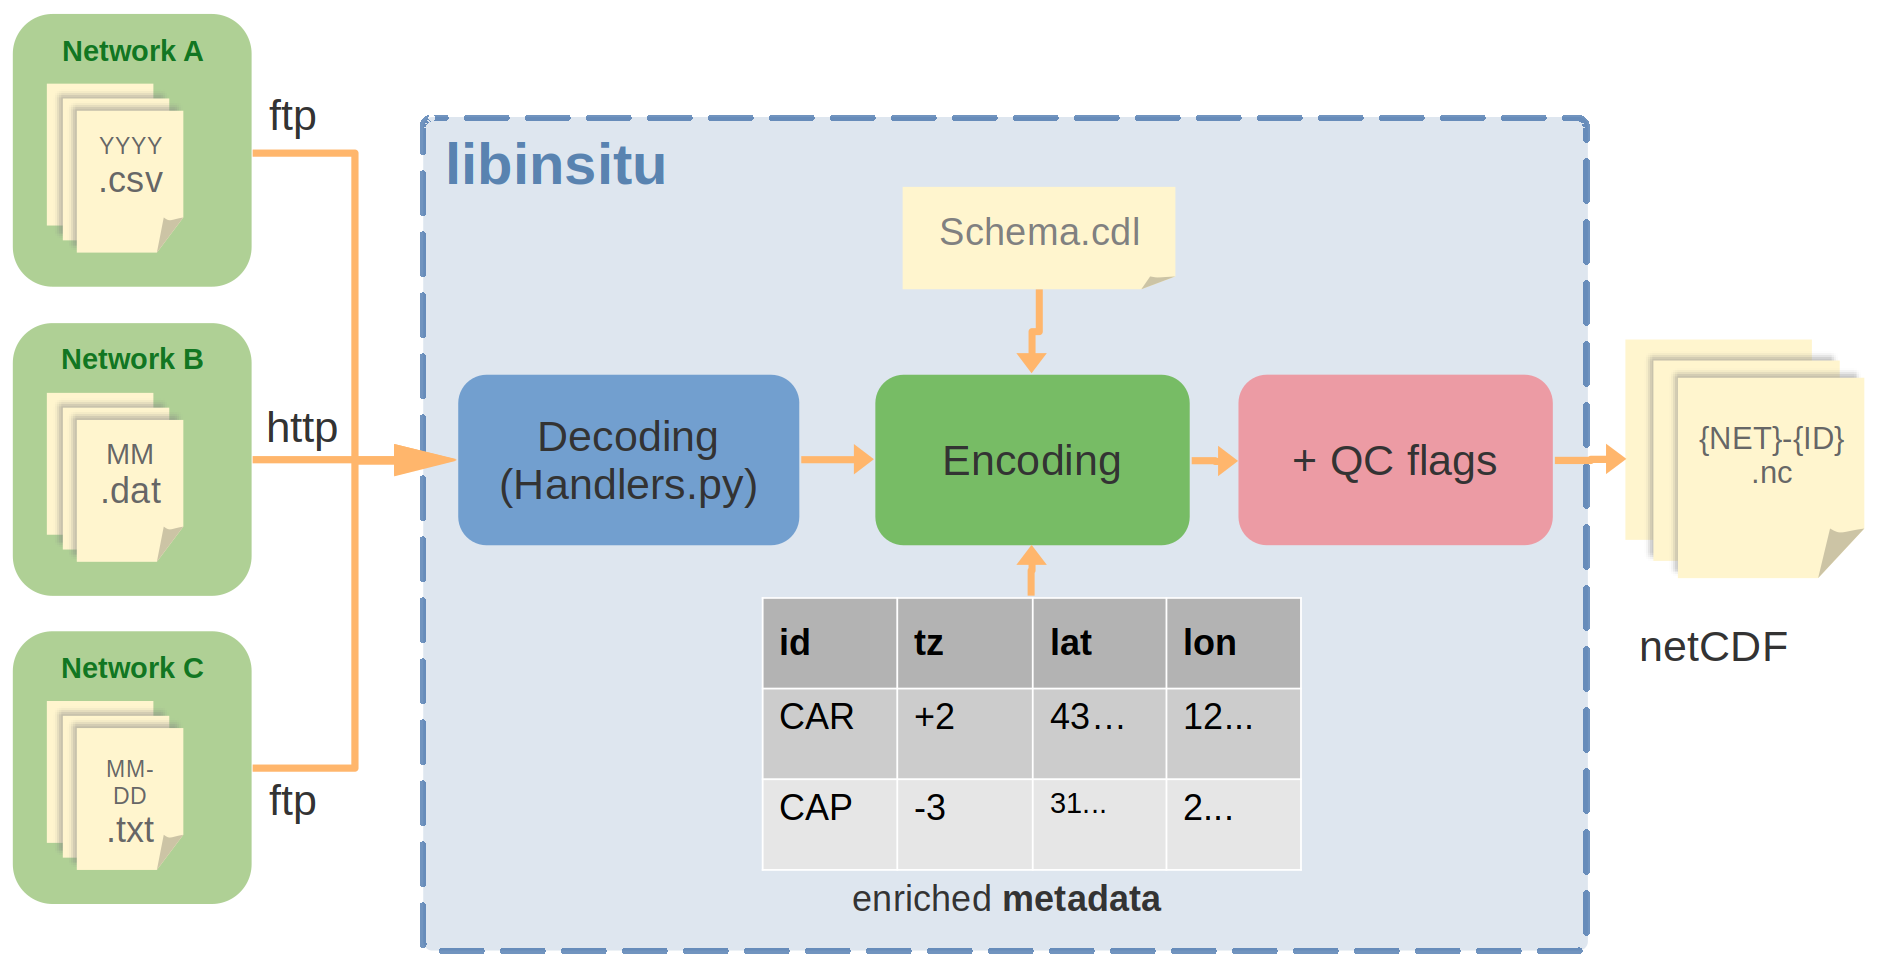 Network A
YYYY
.csv
ftp
Network B
MM
.dat
http
Network C
MM-
DD
.txt
ftp
libinsitu
Schema.cdl
Decoding
(Handlers.py)
Encoding
+ QC flags
id tz lat lon
CAR +2 43... 12...
CAP -3 31... 2...
enriched metadata
{NET}-{ID}
.nc
netCDF